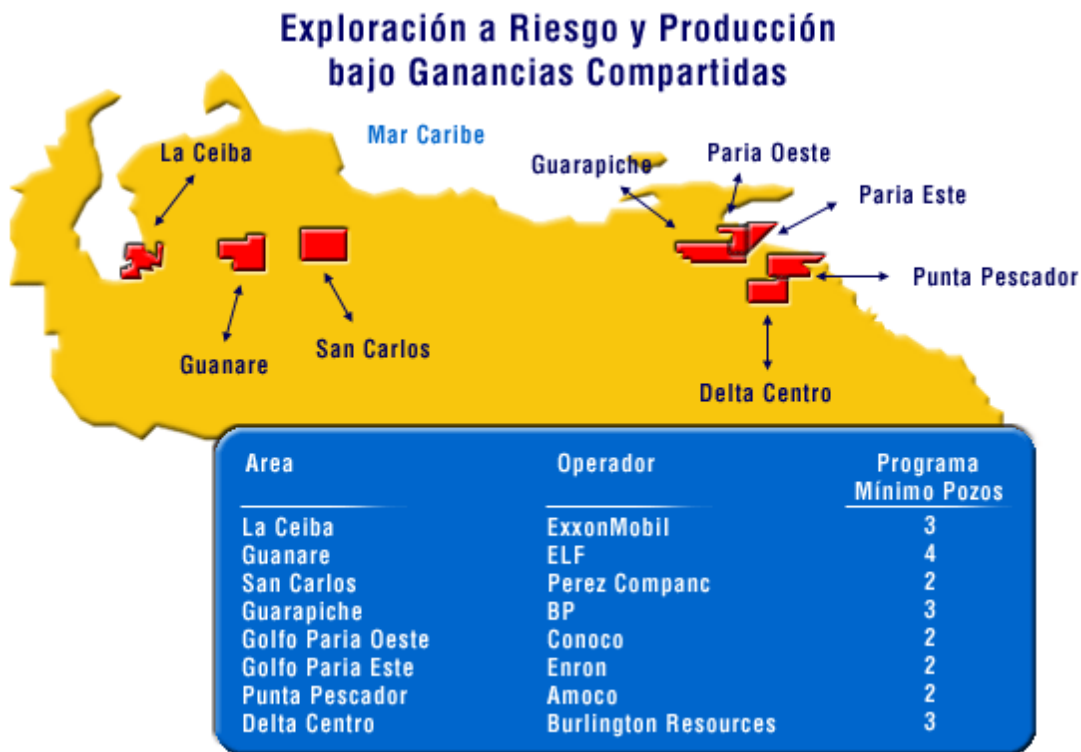 Exploración a Riesgo y Producción
bajo Ganancias Compartidas
Mar Caribe
La Ceiba
Guarapiche
Paria Oeste
Paria Este
Punta Pescador
San Carlos
Guanare
Delta Centro
Area Operador Programa
Mínimo Pozos
La Ceiba ExxonMobil 3
Guanare ELF 4
San Carlos Perez Companc 2
Guarapiche BP 3
Golfo Paria Oeste Conoco 2
Golfo Paria Este Enron 2
Punta Pescador Amoco 2
Delta Centro Burlington Resources 3